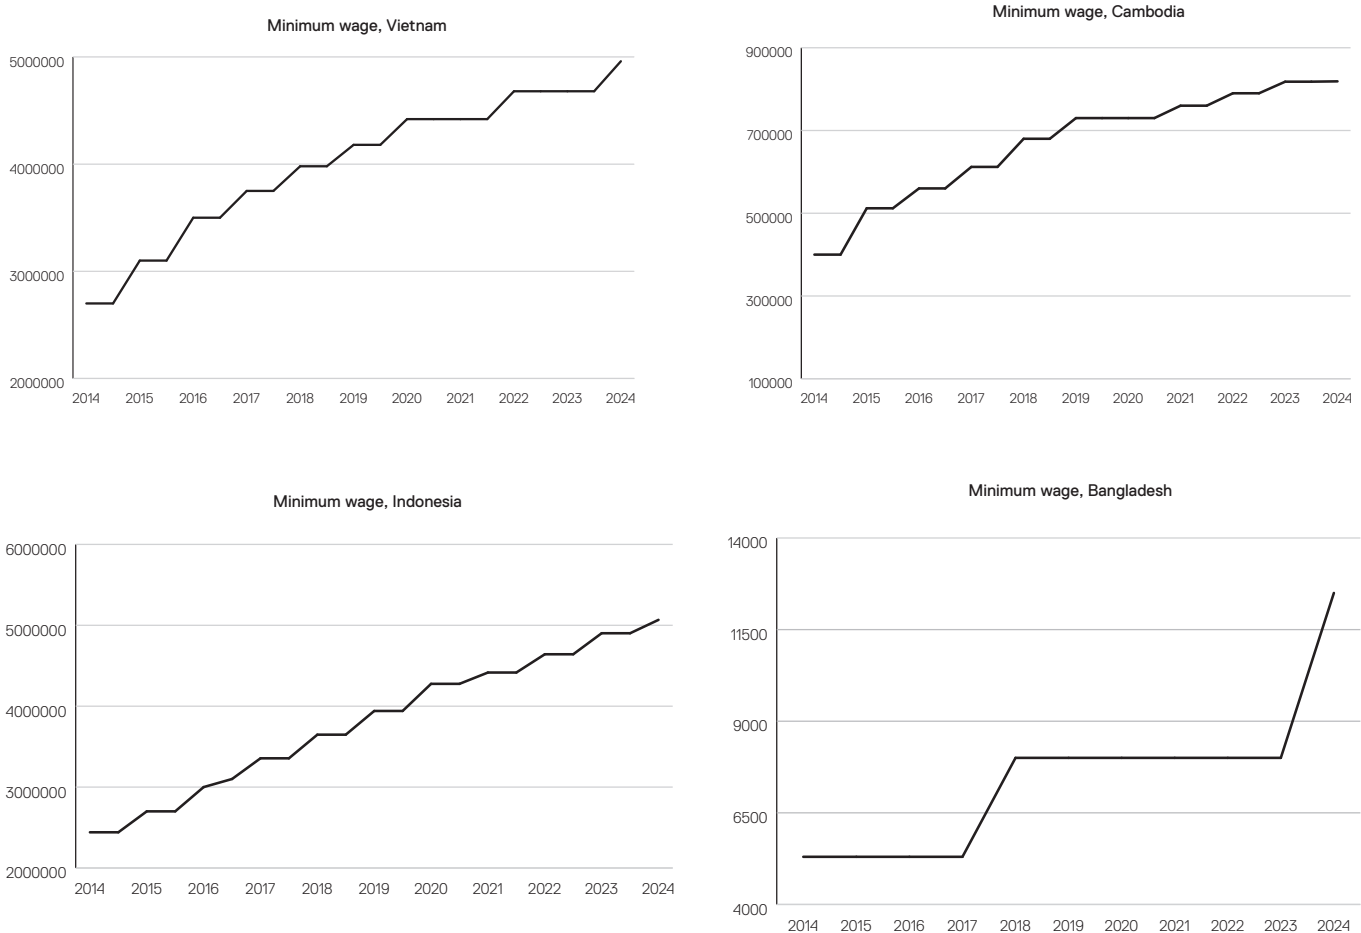 Minimum wage, Vietnam
5000000
4000000
3000000
2000000
2014 2015 2016 2017 2018 2019 2020 2021 2022 2023 2024
Minimum wage, Cambodia
900000
700000
500000
300000
100000
2014 2015 2016 2017 2018 2019 2020 2021 2022 2023 2024
Minimum wage, Indonesia
6000000
5000000
4000000
3000000
2000000
2014 2015 2016 2017 2018 2019 2020 2021 2022 2023 2024
Minimum wage, Bangladesh
14000
11500
9000
6500
4000
2014 2015 2016 2017 2018 2019 2020 2021 2022 2023 2024